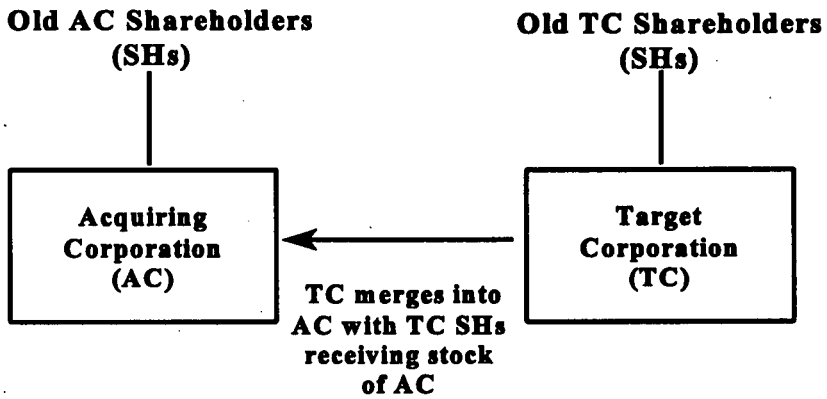 Old AC Shareholders
(SHs)
Old TC Shareholders
(SHs)
Acquiring
Corporation
(AC)
Target
Corporation
(TC)
TC merges into
AC with TC SHs
receiving stock
of AC